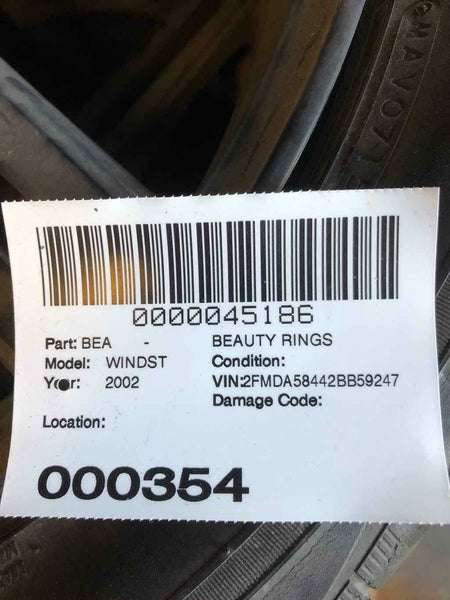 0000045186
Part: BEA - BEAUTY RINGS
Model: WINDST Condition:
Year: 2002 VIN:2FMDA58442BB59247
Damage Code:
Location:
000354